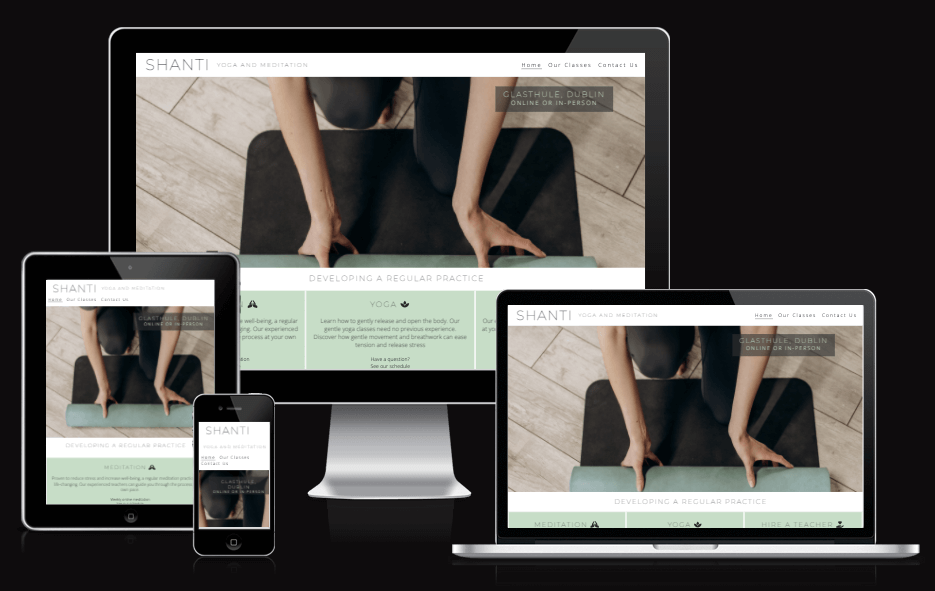 SHANTI YOGA AND MEDITATION
Home Our Classes Contact Us
GLASTHULE, DUBLIN
ONLINE OR IN-PERSON
DEVELOPING A REGULAR PRACTICE
YOGA
well-being, a regular
Our experienced
process at your own
Learn how to gently release and open the body. Our
gentle yoga classes need no previous experience.
Discover how gentle movement and breathwork can ease
tension and release stress
Have a question?
See our schedule
SHANTI YOGA AND MEDITATION
Home Our Classes Contact Us
GLASTHULE, DUBLIN
ONLINE OR IN-PERSON
DEVELOPING A REGULAR PRACTICE
MEDITATION
SHANTI
YOGA AND MEDITATION
Home Our Classes
Contact Us
GLASTHULE,
DUBLIN
ONLINE OR IN-PERSON
SHANTI YOGA AND MEDITATION
Home Our Classes Contact Us
GLASTHULE, DUBLIN
ONLINE OR IN-PERSON
DEVELOPING A REGULAR PRACTICE
MEDITATION YOGA HIRE A TEACHER